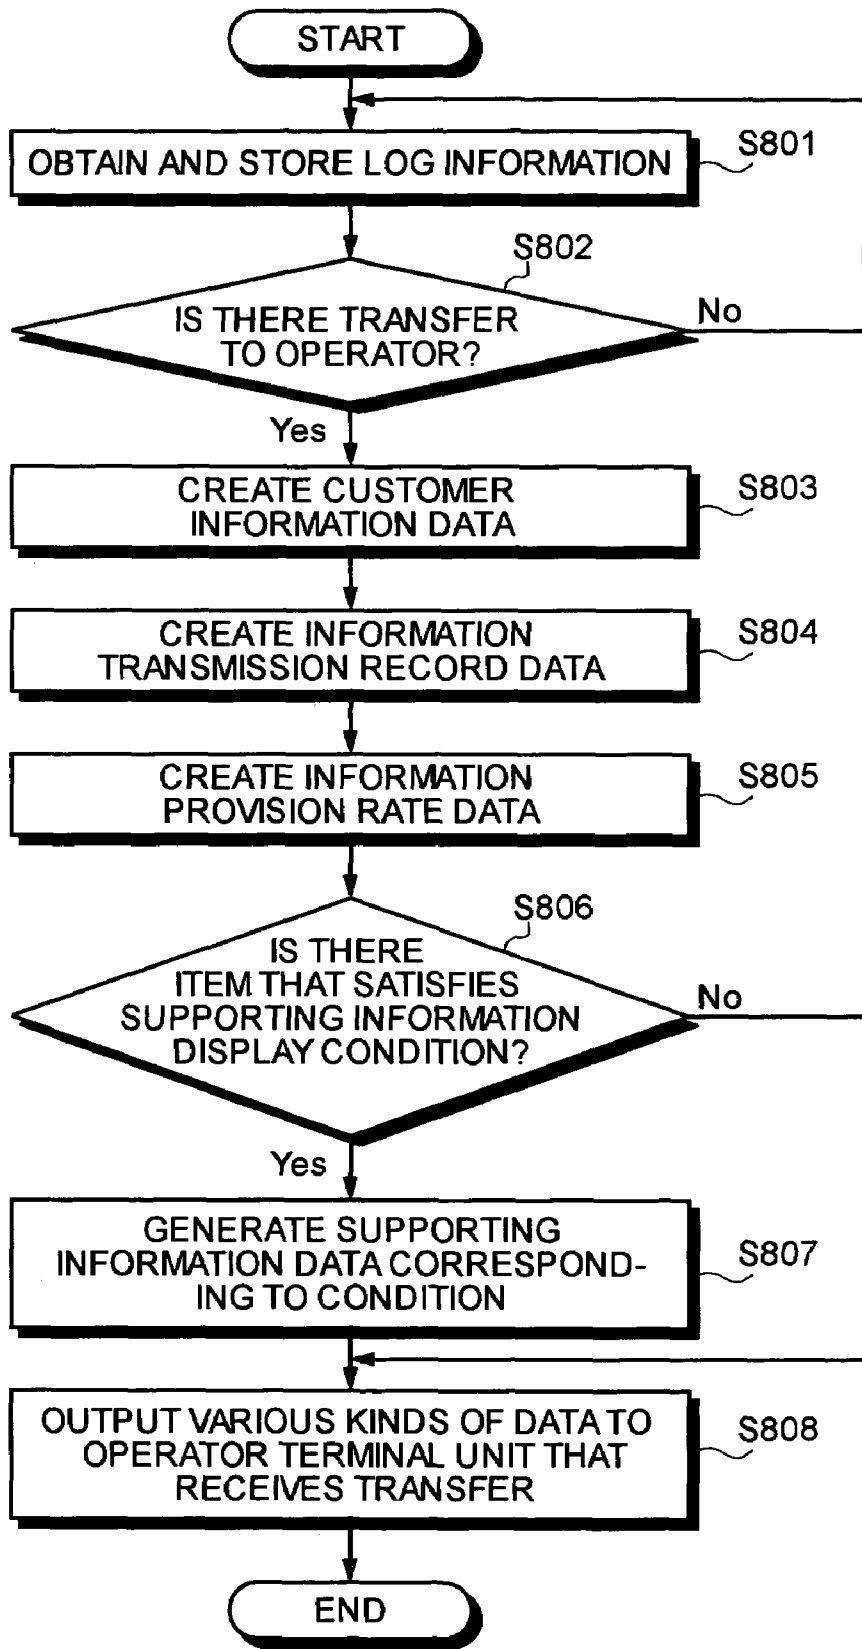 START
OBTAIN AND STORE LOG INFORMATION
S801
S802
IS THERE TRANSFER
TO OPERATOR?
No
Yes
CREATE CUSTOMER
INFORMATION DATA
S803
CREATE INFORMATION
TRANSMISSION RECORD DATA
S804
CREATE INFORMATION
PROVISION RATE DATA
S805
S806
IS THERE
ITEM THAT SATISFIES
SUPPORTING INFORMATION
DISPLAY CONDITION?
No
Yes
GENERATE SUPPORTING
INFORMATION DATA CORRESPOND-
ING TO CONDITION
S807
OUTPUT VARIOUS KINDS OF DATA TO
OPERATOR TERMINAL UNIT THAT
RECEIVES TRANSFER
S808
END